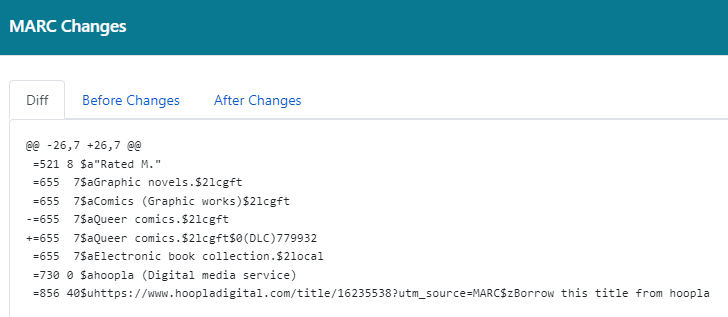 MARC Changes
Diff Before Changes After Changes
@@ -26,7 +26,7 @@
 =521 8 $a"Rated M."
 =655  7$aGraphic novels.$2lcgft
 =655  7$aComics (Graphic works)$2lcgft
-=655  7$aQueer comics.$2lcgft
+=655  7$aQueer comics.$2lcgft$0(DLC)779932
 =655  7$aElectronic book collection.$2local
 =730 0 $ahoopla (Digital media service)
 =856 40$uhttps://www.hoopladigital.com/title/16235538?utm_source=MARC$zBorrow this title from hoopla